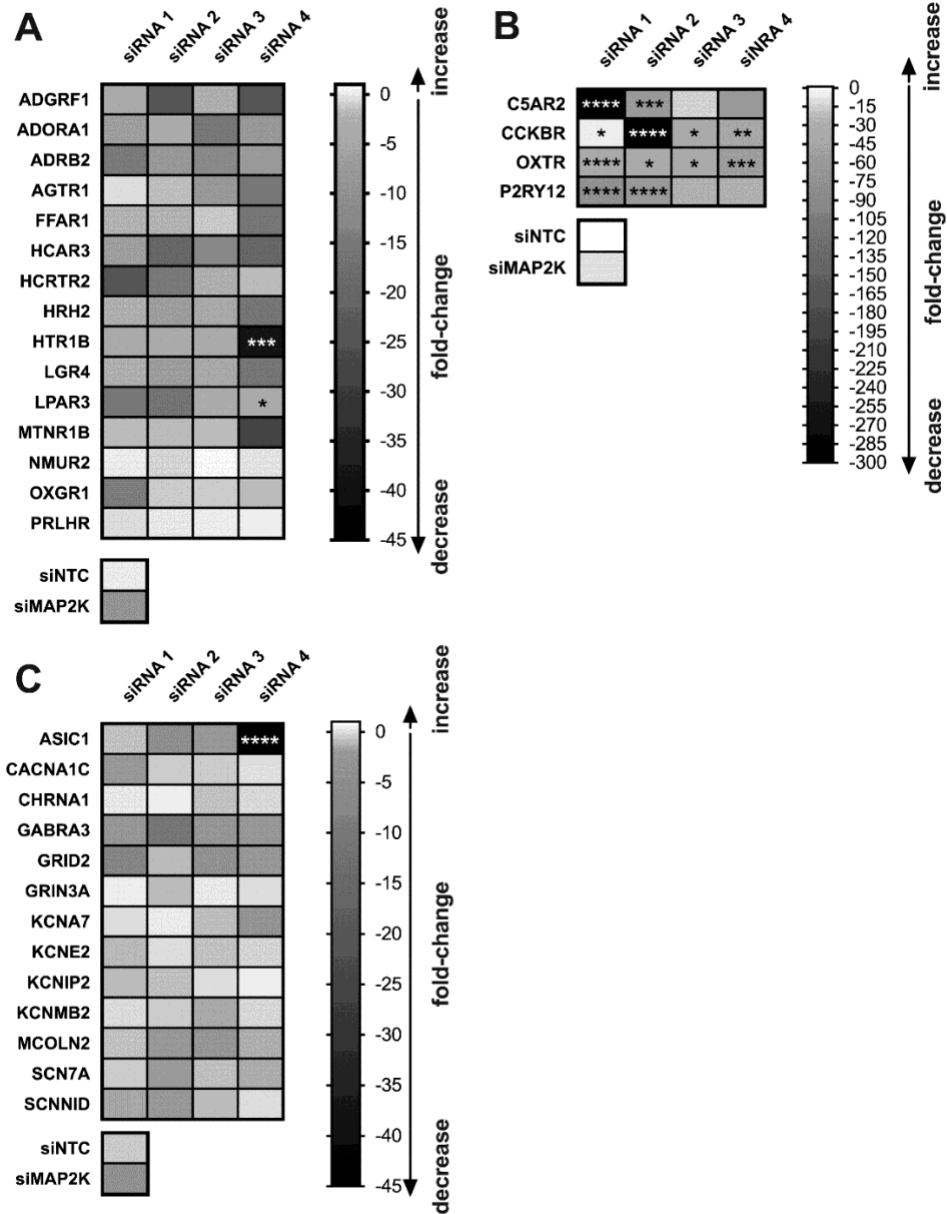 A
siRNA 1
siRNA 2
siRNA 3
siRNA 4
ADGRF1
ADORA1
ADRB2
AGTR1
FFAR1
HCAR3
HCRTR2
HRH2
HTR1B
***
LGR4
LPAR3
*
MTNR1B
NMUR2
OXGR1
PRLHR
siNTC
siMAP2K
0
-5
-10
-15
-20
-25
-30
-35
-40
-45
increase
fold-change
decrease
B
siRNA 1
siRNA 2
siRNA 3
siNRA 4
C5AR2 **** ***
CCKBR * **** * **
OXTR **** * * ***
P2RY12 **** ****
siNTC
siMAP2K
0
-15
-30
-45
-60
-75
-90
-105
-120
-135
-150
-165
-180
-195
-210
-225
-240
-255
-270
-285
-300
increase
fold-change
decrease
C
siRNA 1
siRNA 2
siRNA 3
siRNA 4
ASIC1 ****
CACNA1C
CHRNA1
GABRA3
GRID2
GRIN3A
KCNA7
KCNE2
KCNIP2
KCNMB2
MCOLN2
SCN7A
SCNNID
siNTC
siMAP2K
0
-5
-10
-15
-20
-25
-30
-35
-40
-45
increase
fold-change
decrease